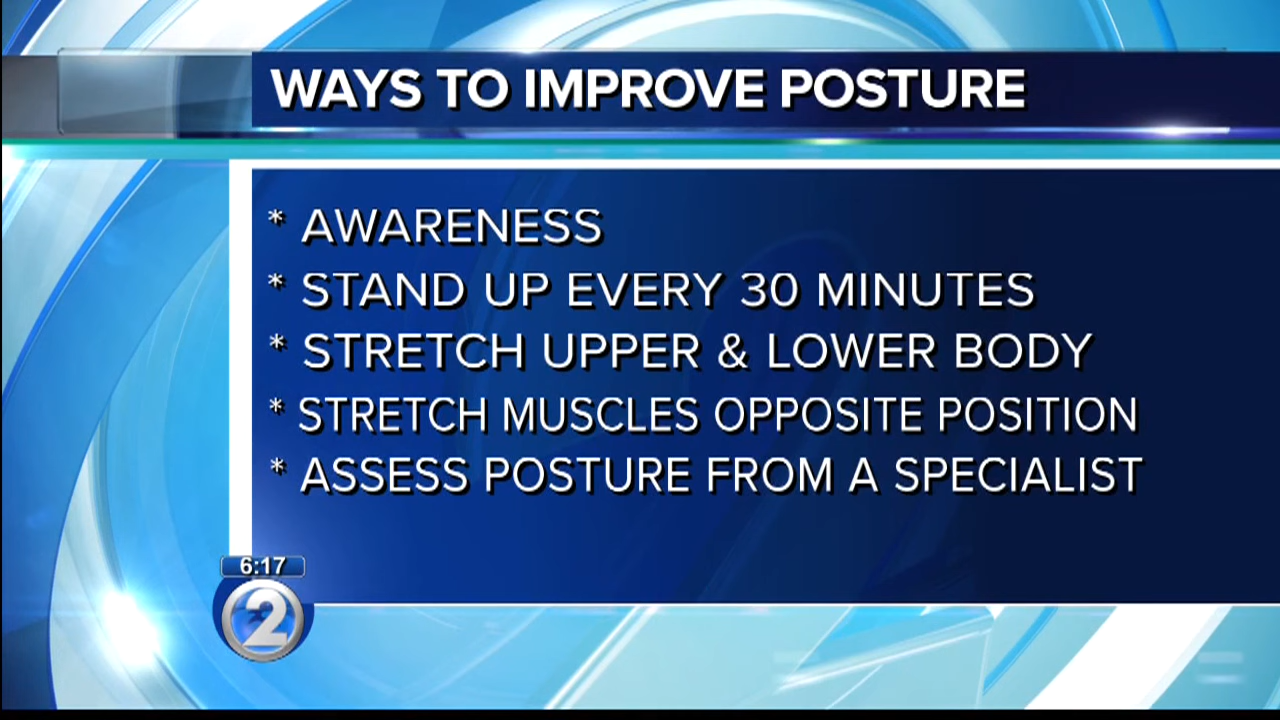 WAYS TO IMPROVE POSTURE
* AWARENESS
* STAND UP EVERY 30 MINUTES
* STRETCH UPPER & LOWER BODY
* STRETCH MUSCLES OPPOSITE POSITION
* ASSESS POSTURE FROM A SPECIALIST
6:17
2